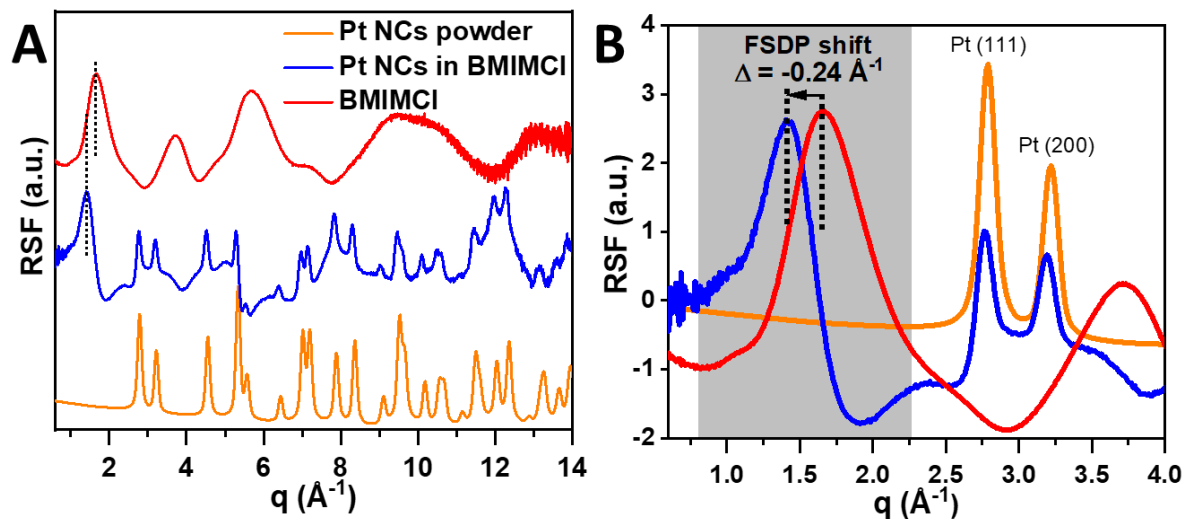 A
Pt NCs powder
Pt NCs in BMIMCl
BMIMCl
RSF (a.u.)
2 4 6 8 10 12 14
q (Å⁻¹)
B
FSDP shift
Δ = -0.24 Å⁻¹
Pt (111)
Pt (200)
4
3
2
1
0
-1
-2
RSF (a.u.)
1.0 1.5 2.0 2.5 3.0 3.5 4.0
q (Å⁻¹)